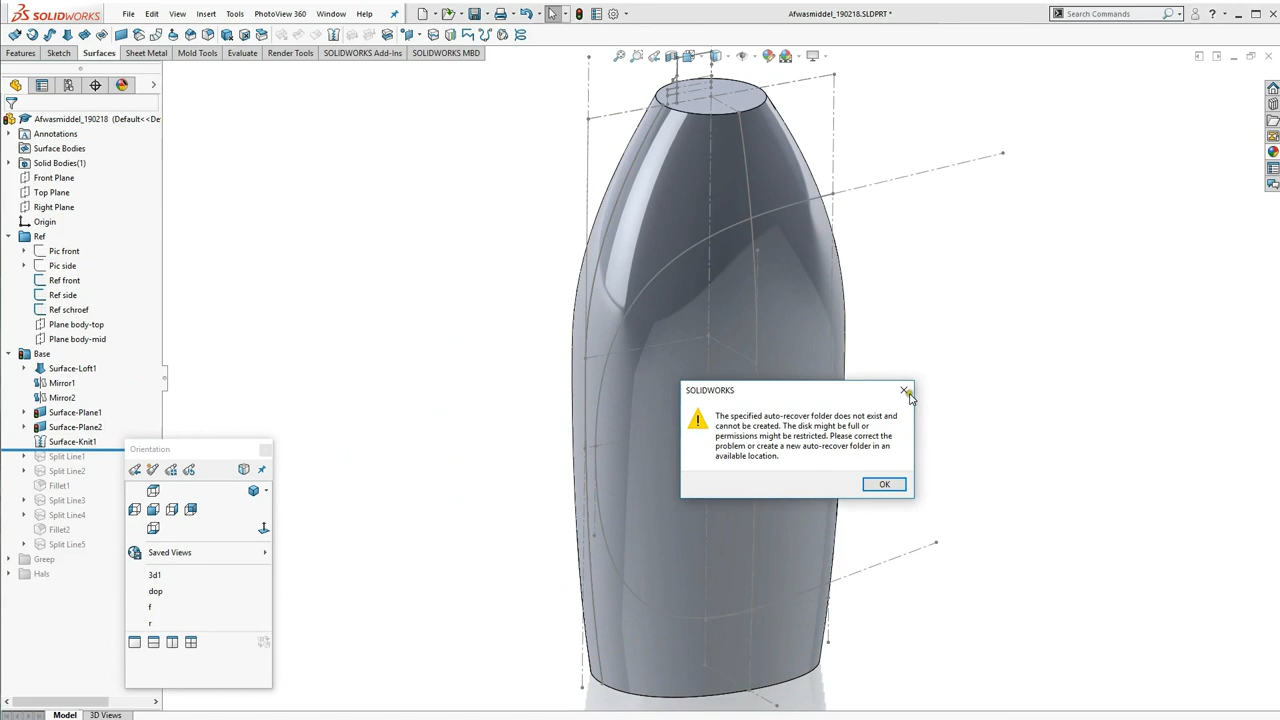 SOLIDWORKS File Edit View Insert Tools PhotoView 360 Window Help Afwasmiddel_190218.SLDPRT * Search Commands
Features Sketch Surfaces Sheet Metal Mold Tools Evaluate Render Tools SOLIDWORKS Add-Ins SOLIDWORKS MBD
Afwasmiddel_190218 (Default<<De
Annotations
Surface Bodies
Solid Bodies(1)
Front Plane
Top Plane
Right Plane
Origin
Ref
Pic front
Pic side
Ref front
Ref side
Ref schroef
Plane body-top
Plane body-mid
Base
Surface-Loft1
Mirror1
Mirror2
Surface-Plane1
Surface-Plane2
Surface-Knit1
Split Line1
Split Line2
Fillet1
Split Line3
Split Line4
Fillet2
Split Line5
Greep
Hals
Orientation
Saved Views
3d1
dop
f
r
SOLIDWORKS
The specified auto-recover folder does not exist and
cannot be created. The disk might be full or
permissions might be restricted. Please correct the
problem or create a new auto-recover folder in an
available location.
OK
Model 3D Views